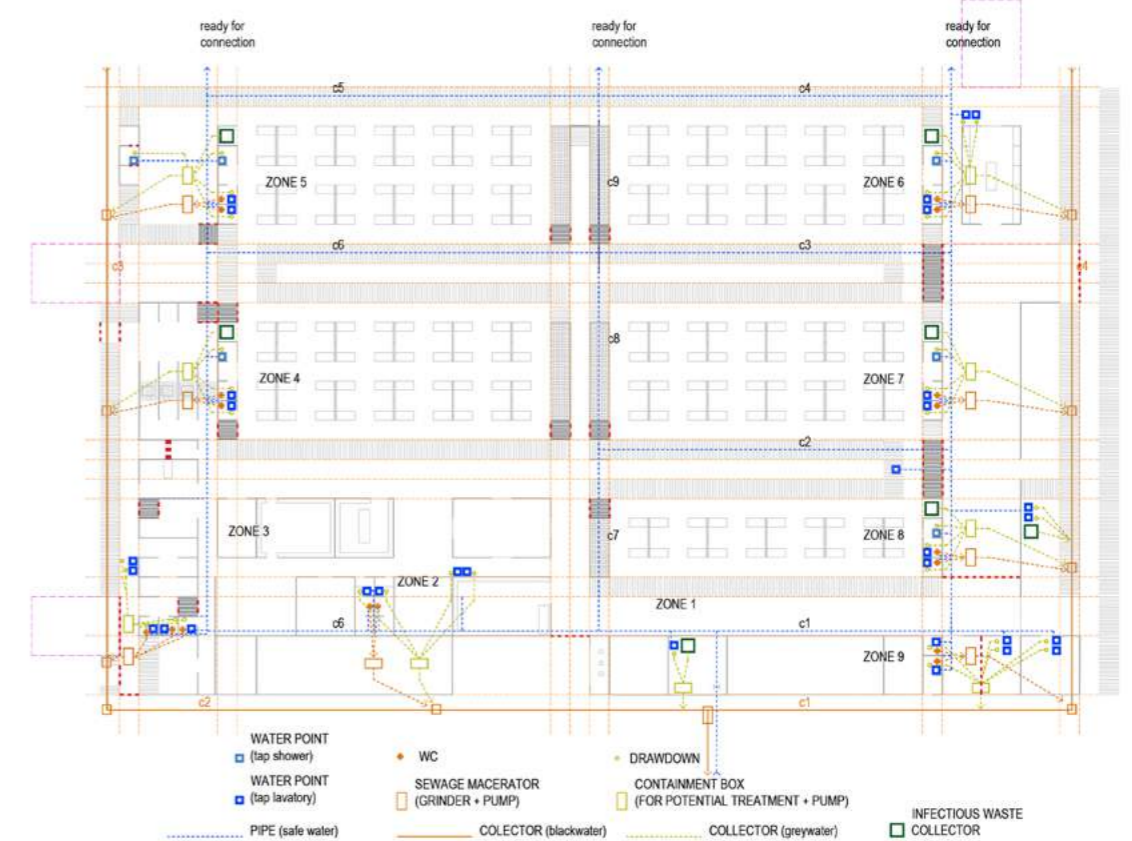 ready for
connection
ready for
connection
ready for
connection
c5
c4
ZONE 5
c9
ZONE 6
c6
c3
c3
c4
c8
ZONE 4
ZONE 7
c2
ZONE 3
c7
ZONE 8
ZONE 2
ZONE 1
c6
c1
ZONE 9
c2
c1
WATER POINT
(tap shower)
WC
DRAWDOWN
WATER POINT
(tap lavatory)
SEWAGE MACERATOR
(GRINDER + PUMP)
CONTAINMENT BOX
(FOR POTENTIAL TREATMENT + PUMP)
INFECTIOUS WASTE
COLLECTOR
PIPE (safe water)
COLECTOR (blackwater)
COLLECTOR (greywater)